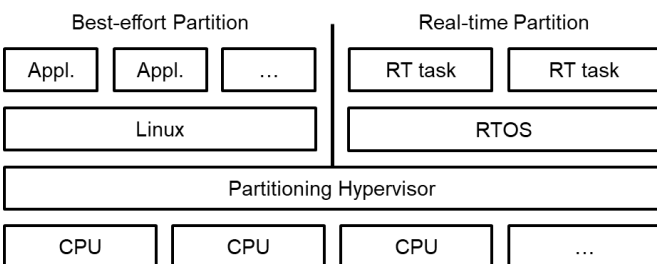 Best-effort Partition Real-time Partition
Appl. Appl. ... RT task RT task
Linux RTOS
Partitioning Hypervisor
CPU CPU CPU ...